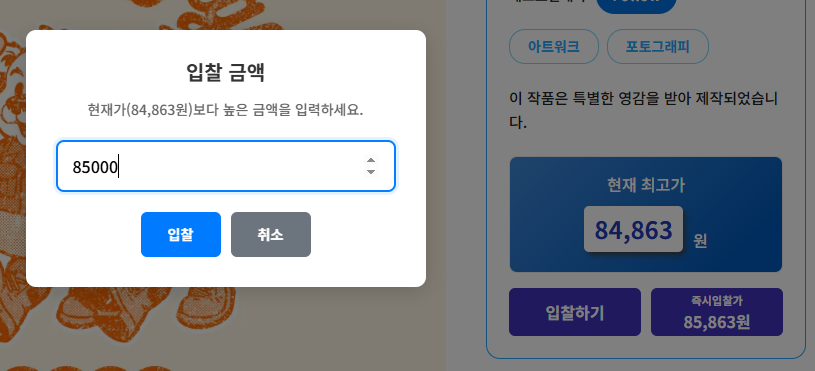 입찰 금액
현재가(84,863원)보다 높은 금액을 입력하세요.
85000
입찰
취소
아트워크
포토그래피
이 작품은 특별한 영감을 받아 제작되었습니
다.
현재 최고가
84,863 원
입찰하기
즉시입찰가
85,863원